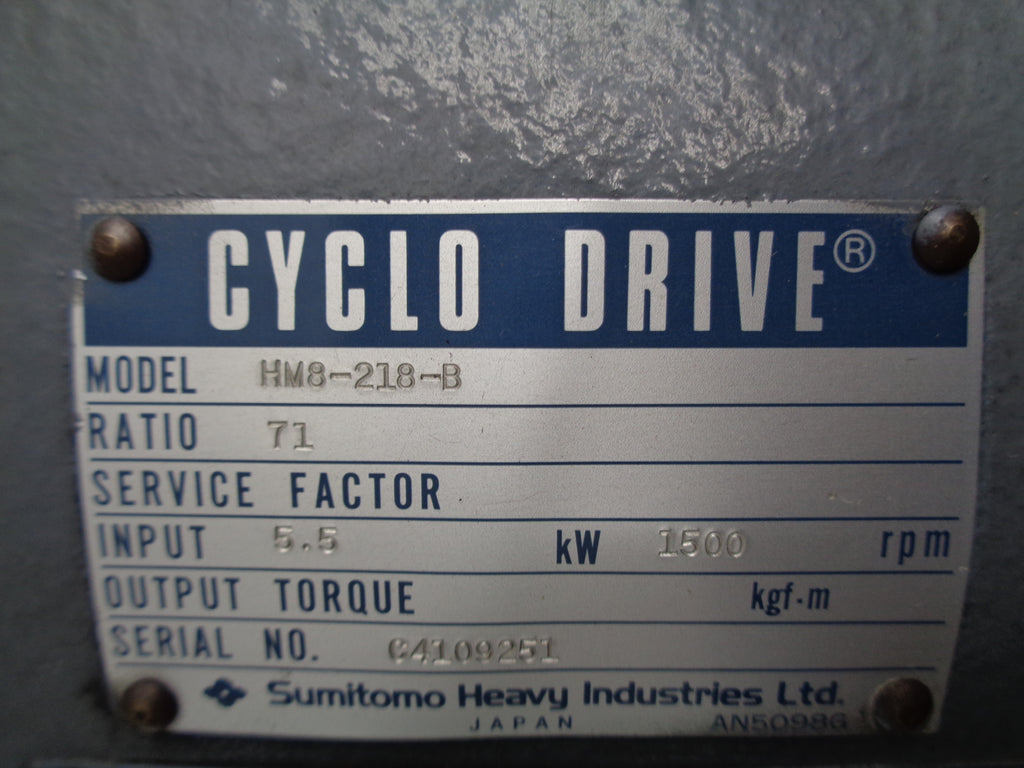 CYCLO DRIVE®
MODEL HM8-218-B
RATIO 71
SERVICE FACTOR
INPUT 5.5 kW 1500 rpm
OUTPUT TORQUE kgf·m
SERIAL NO. C4109251
Sumitomo Heavy Industries Ltd.
JAPAN AN5098G